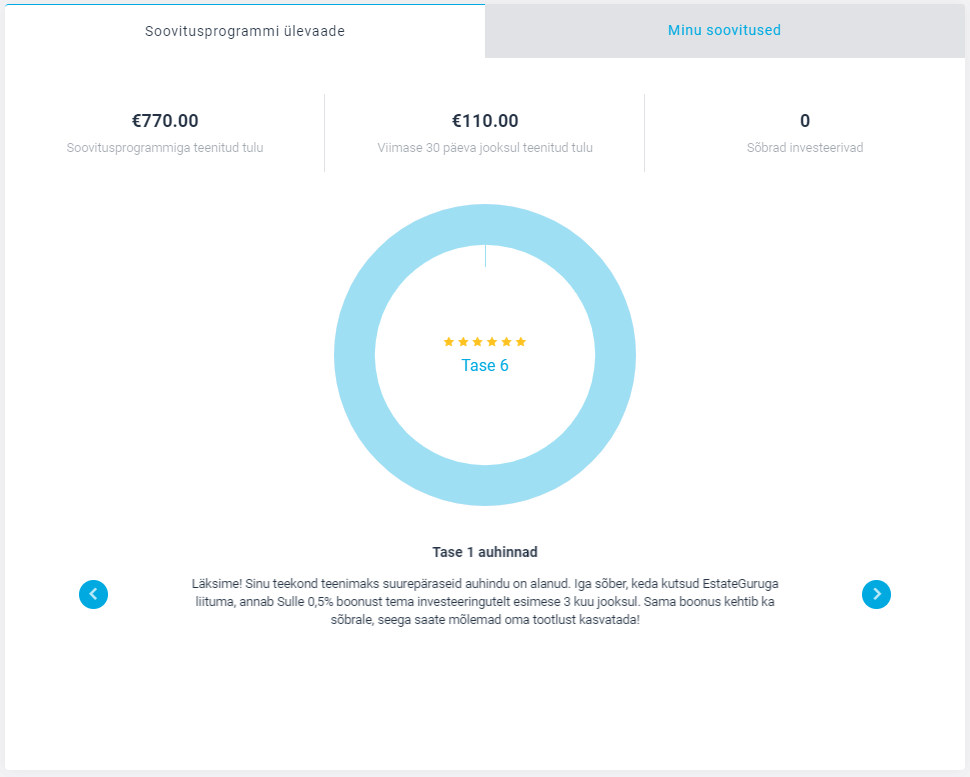 Soovitusprogrammi ülevaade
Minu soovitused
€770.00
Soovitusprogrammiga teenitud tulu
€110.00
Viimase 30 päeva jooksul teenitud tulu
0
Sõbrad investeerivad
Tase 6
Tase 1 auhinnad
Läksime! Sinu teekond teenimaks suurepäraseid auhindu on alanud. Iga sõber, keda kutsud EstateGuruga
liituma, annab Sulle 0,5% boonust tema investeeringutelt esimese 3 kuu jooksul. Sama boonus kehtib ka
sõbrale, seega saate mõlemad oma tootlust kasvatada!